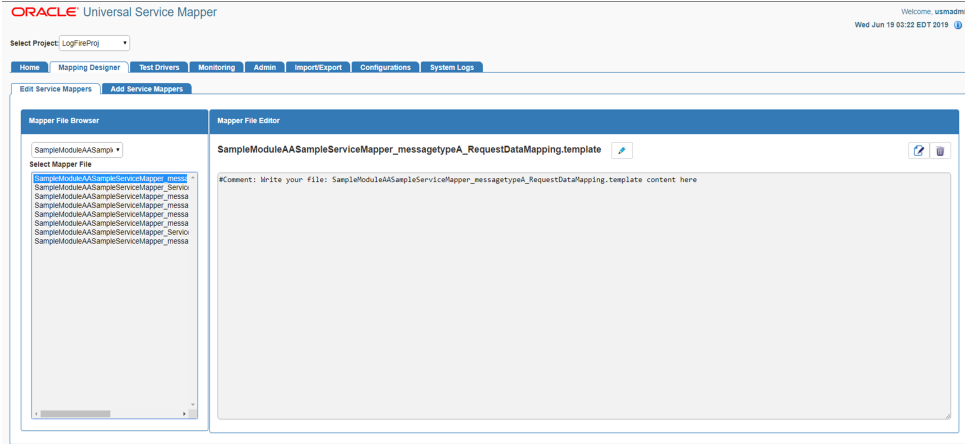 ORACLE® Universal Service Mapper
Welcome, usmadmi
Wed Jun 19 03:22 EDT 2019
Select Project: LogFireProj
Home Mapping Designer Test Drivers Monitoring Admin Import/Export Configurations System Logs
Edit Service Mappers Add Service Mappers
Mapper File Browser
Mapper File Editor
SampleModuleAASampl
SampleModuleAASampleServiceMapper_messagetypeA_RequestDataMapping.template
Select Mapper File
SampleModuleAASampleServiceMapper_messa
SampleModuleAASampleServiceMapper_Service
SampleModuleAASampleServiceMapper_messa
SampleModuleAASampleServiceMapper_messa
SampleModuleAASampleServiceMapper_messa
SampleModuleAASampleServiceMapper_messa
SampleModuleAASampleServiceMapper_Service
SampleModuleAASampleServiceMapper_messa
#Comment: Write your file: SampleModuleAASampleServiceMapper_messagetypeA_RequestDataMapping.template content here